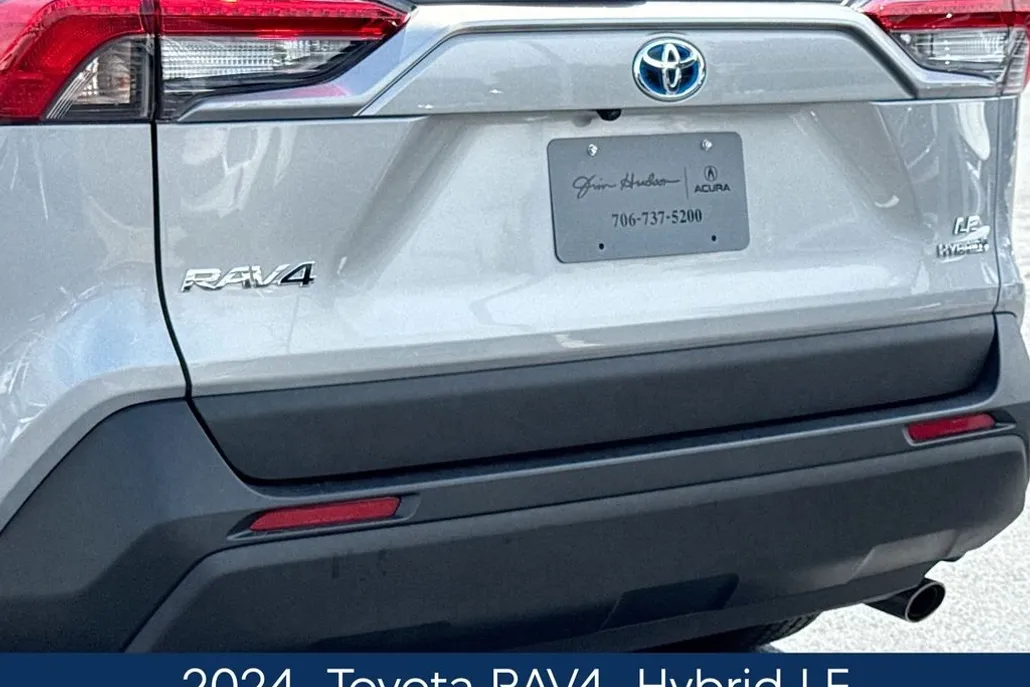 Jim Hudson | ACURA
706-737-5200
LE
HYBRID
RAV4
2024 Toyota RAV4 Hybrid LE